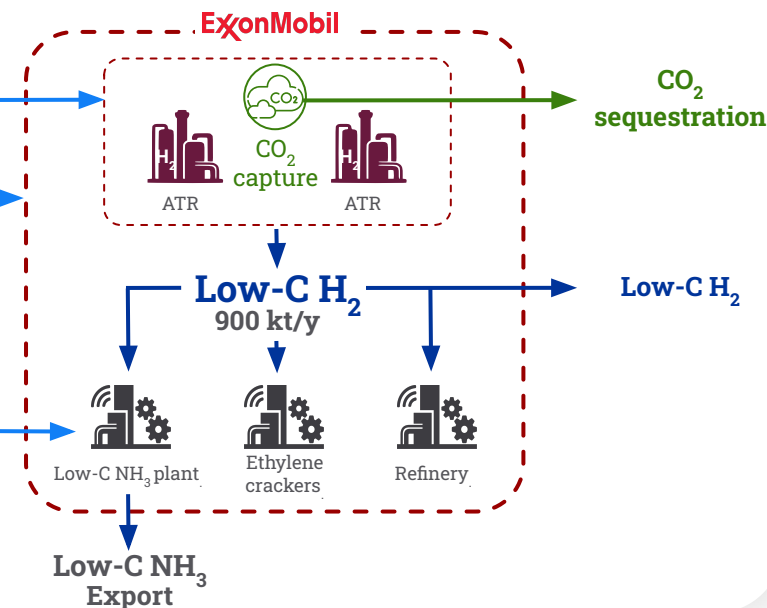 ExxonMobil
CO₂
H₂
H₂
CO₂
capture
ATR
ATR
CO₂
sequestration
Low-C H₂
900 kt/y
Low-C H₂
Low-C NH₃ plant
Ethylene
crackers
Refinery
Low-C NH₃
Export